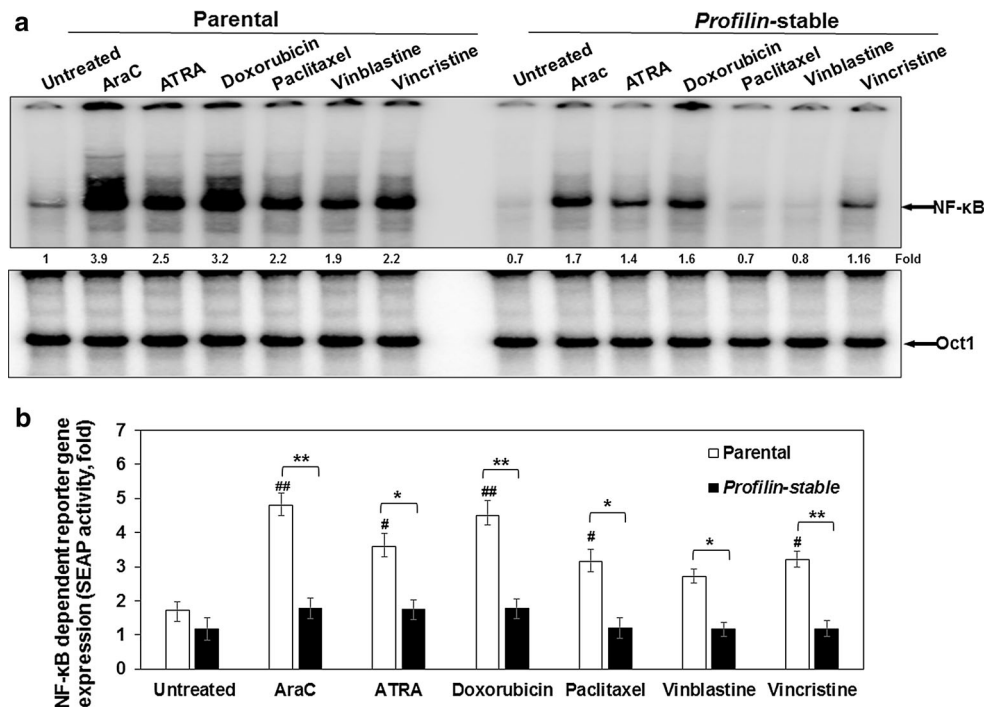 a
Parental
Profilin-stable
Untreated
AraC
ATRA
Doxorubicin
Paclitaxel
Vinblastine
Vincristine
Untreated
Arac
ATRA
Doxorubicin
Paclitaxel
Vinblastine
Vincristine
NF-κB
1 3.9 2.5 3.2 2.2 1.9 2.2 0.7 1.7 1.4 1.6 0.7 0.8 1.16 Fold
Oct1
b
NF-κB dependent reporter gene
expression (SEAP activity, fold)
7
6
5
4
3
2
1
0
Parental
Profilin-stable
## **
# *
## **
# *
*
# **
Untreated AraC ATRA Doxorubicin Paclitaxel Vinblastine Vincristine